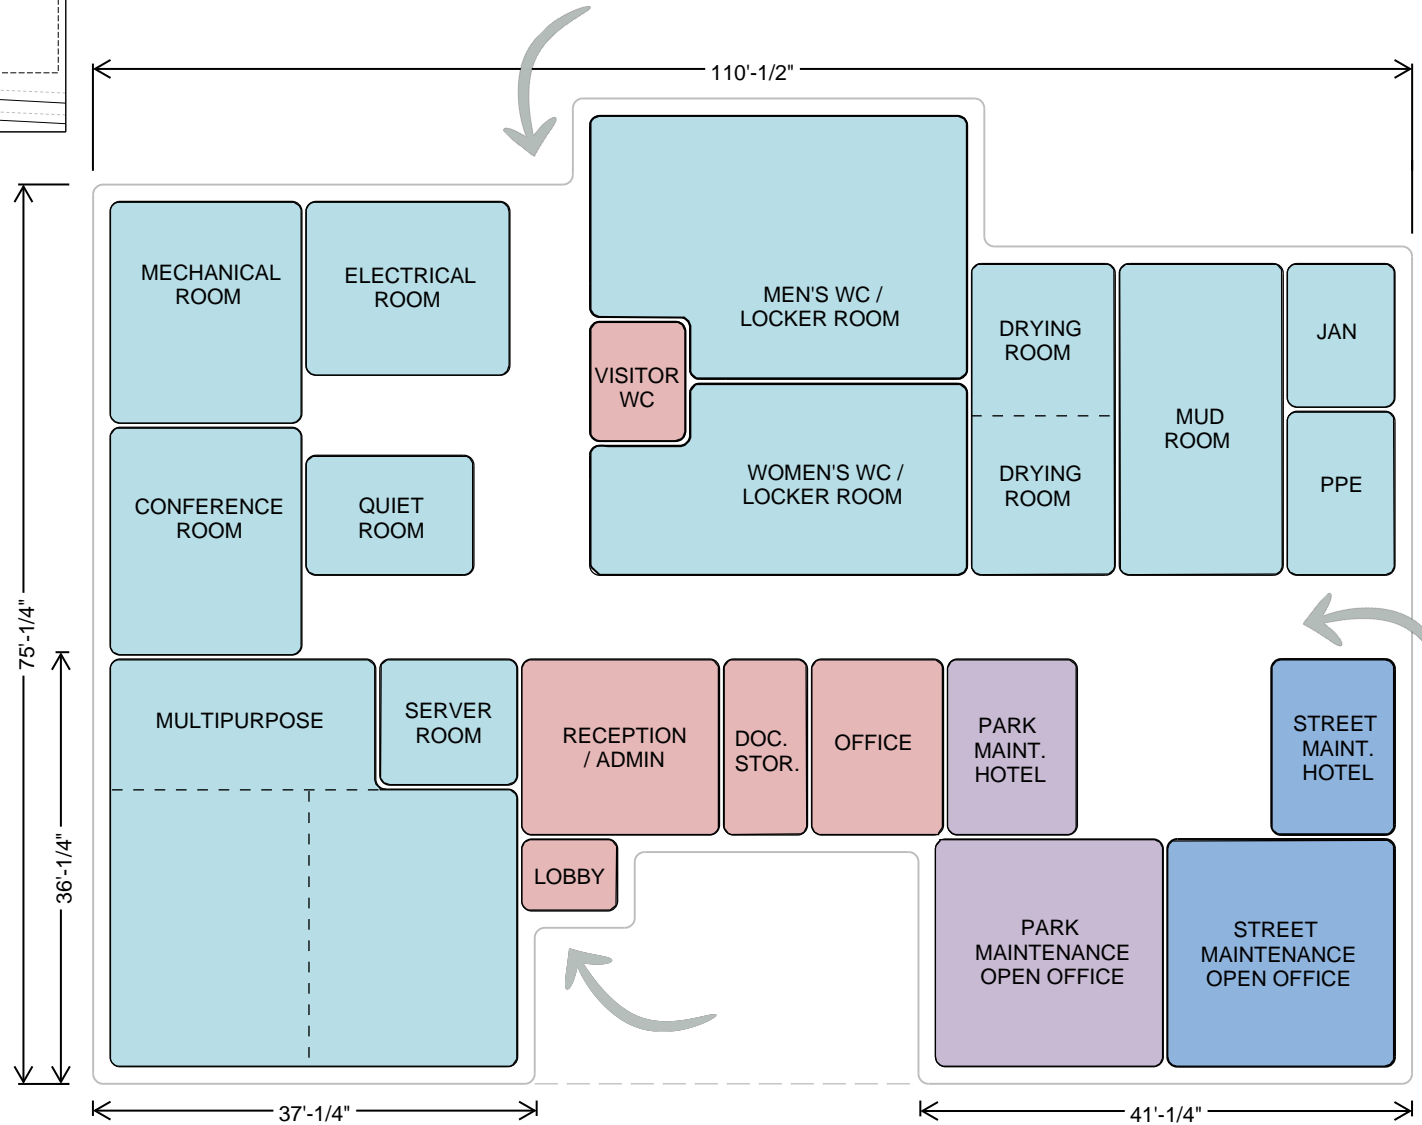 110'-1/2"
MECHANICAL
ROOM
ELECTRICAL
ROOM
MEN'S WC /
LOCKER ROOM
VISITOR
WC
DRYING
ROOM
MUD
ROOM
JAN
PPE
CONFERENCE
ROOM
QUIET
ROOM
WOMEN'S WC /
LOCKER ROOM
DRYING
ROOM
75'-1/4"
36'-1/4"
MULTIPURPOSE
SERVER
ROOM
RECEPTION
/ ADMIN
DOC.
STOR.
OFFICE
PARK
MAINT.
HOTEL
STREET
MAINT.
HOTEL
LOBBY
PARK
MAINTENANCE
OPEN OFFICE
STREET
MAINTENANCE
OPEN OFFICE
37'-1/4"
41'-1/4"